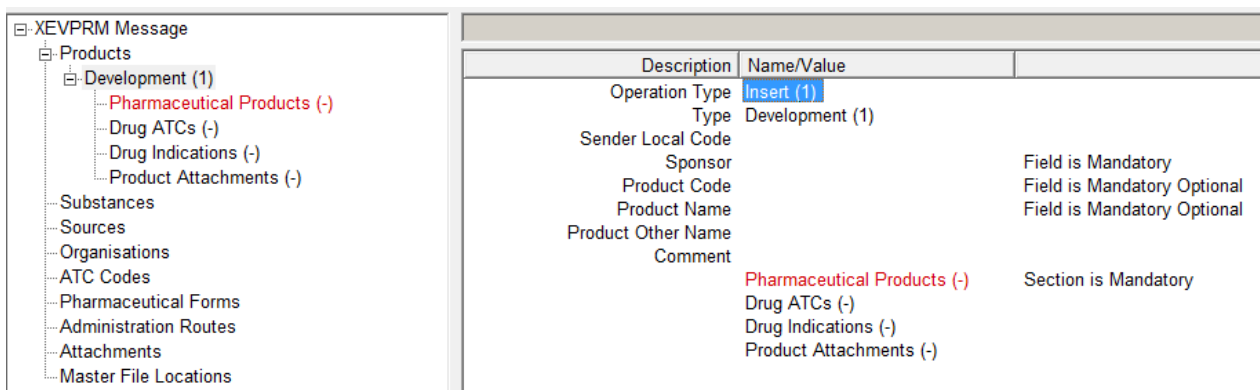 XEVPRM Message
Products
Development (1)
Pharmaceutical Products (-)
Drug ATCs (-)
Drug Indications (-)
Product Attachments (-)
Substances
Sources
Organisations
ATC Codes
Pharmaceutical Forms
Administration Routes
Attachments
Master File Locations
Description Name/Value
Operation Type Insert (1)
Type Development (1)
Sender Local Code
Sponsor Field is Mandatory
Product Code Field is Mandatory Optional
Product Name Field is Mandatory Optional
Product Other Name
Comment
Pharmaceutical Products (-) Section is Mandatory
Drug ATCs (-)
Drug Indications (-)
Product Attachments (-)